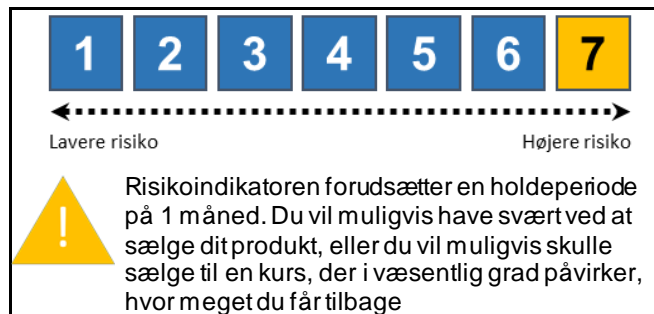 1 2 3 4 5 6 7
Lavere risiko Højere risiko
!
Risikoindikatoren forudsætter en holdeperiode
på 1 måned. Du vil muligvis have svært ved at
sælge dit produkt, eller du vil muligvis skulle
sælge til en kurs, der i væsentlig grad påvirker,
hvor meget du får tilbage